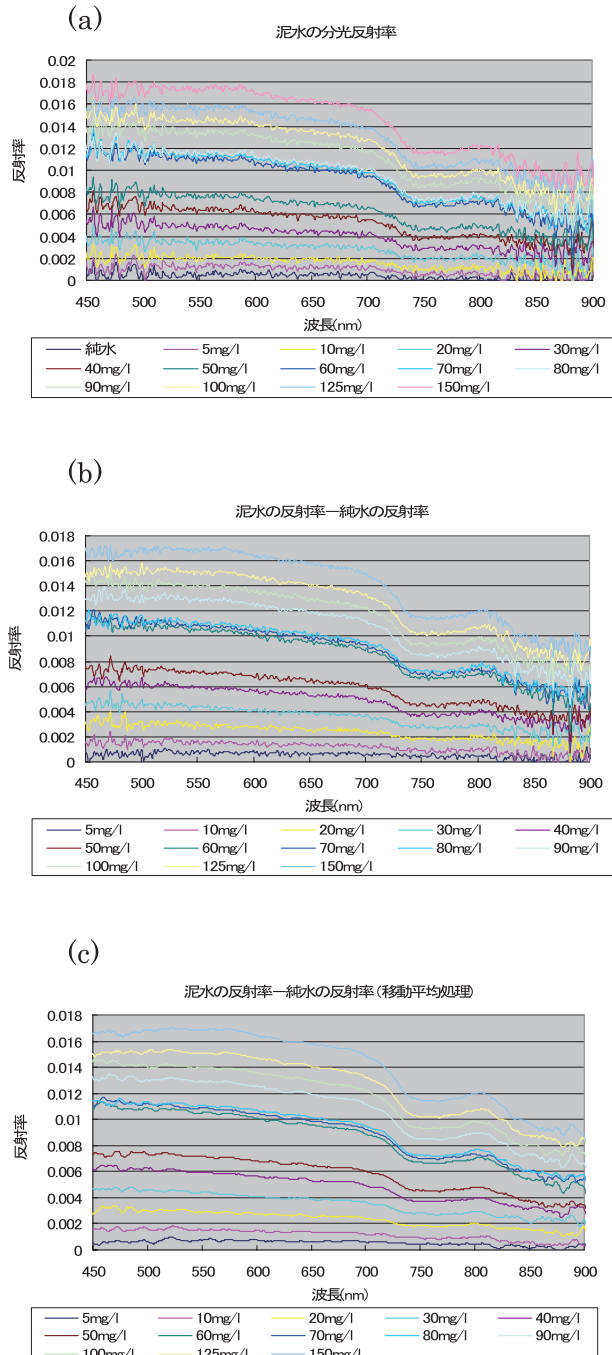 (a)
泥水の分光反射率
反射率
0.02
0.018
0.016
0.014
0.012
0.01
0.008
0.006
0.004
0.002
0
450 500 550 600 650 700 750 800 850 900
波長(nm)
純水 5mg/l 10mg/l 20mg/l 30mg/l
40mg/l 50mg/l 60mg/l 70mg/l 80mg/l
90mg/l 100mg/l 125mg/l 150mg/l
(b)
泥水の反射率ー純水の反射率
反射率
0.018
0.016
0.014
0.012
0.01
0.008
0.006
0.004
0.002
0
450 500 550 600 650 700 750 800 850 900
波長(nm)
5mg/l 10mg/l 20mg/l 30mg/l 40mg/l
50mg/l 60mg/l 70mg/l 80mg/l 90mg/l
100mg/l 125mg/l 150mg/l
(c)
泥水の反射率ー純水の反射率(移動平均処理)
反射率
0.018
0.016
0.014
0.012
0.01
0.008
0.006
0.004
0.002
0
450 500 550 600 650 700 750 800 850 900
波長(nm)
5mg/l 10mg/l 20mg/l 30mg/l 40mg/l
50mg/l 60mg/l 70mg/l 80mg/l 90mg/l
100mg/l 125mg/l 150mg/l